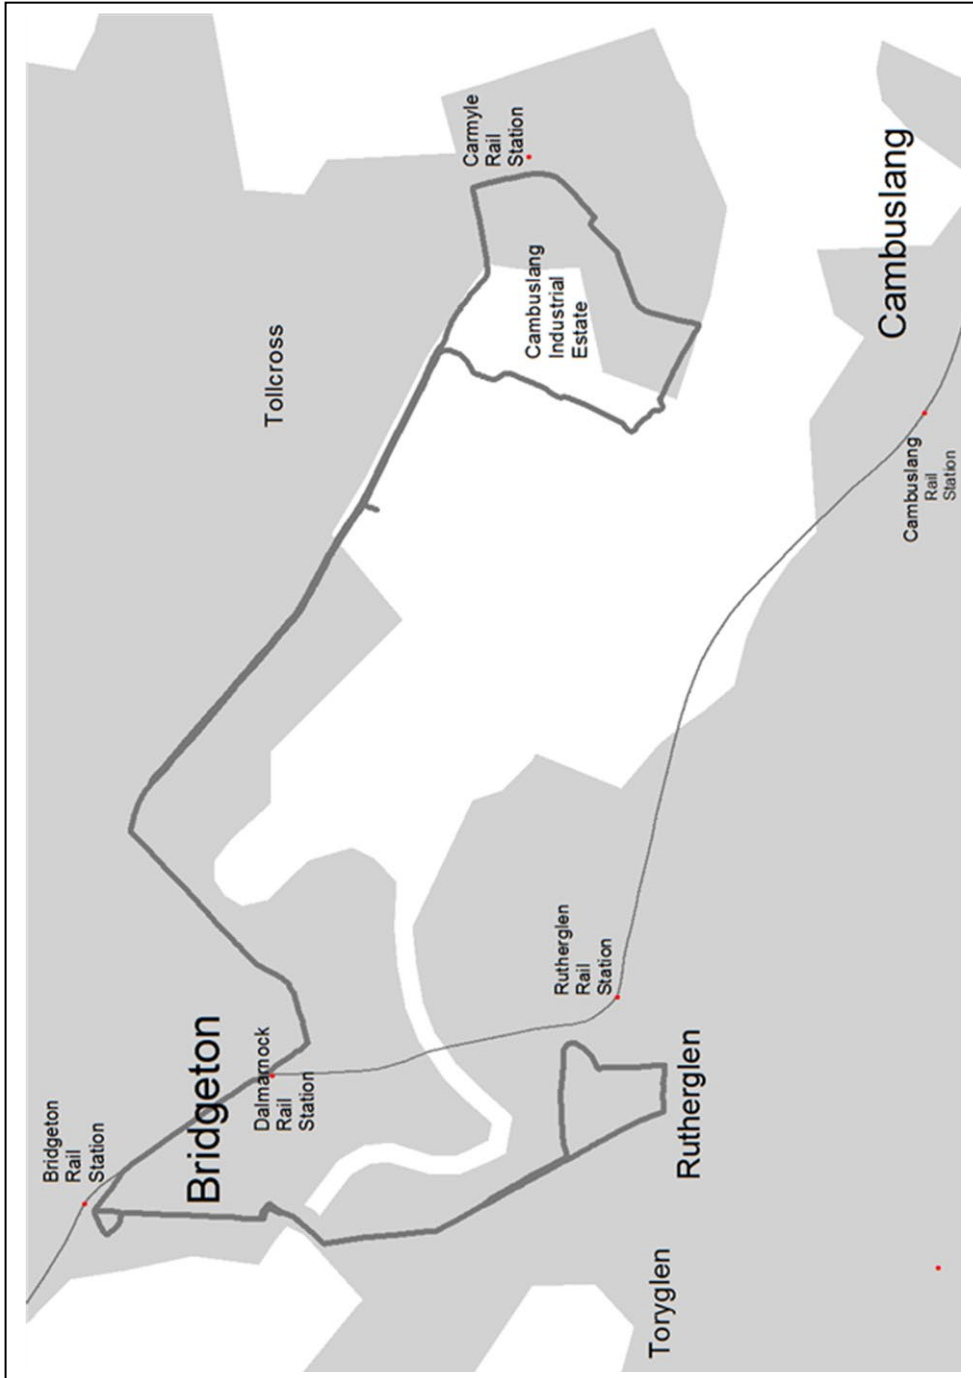 Bridgeton
Rail
Station
Bridgeton
Dalmarnock
Rail
Station
Tollcross
Carmyle
Rail
Station
Cambuslang
Industrial
Estate
Rutherglen
Rail
Station
Toryglen
Rutherglen
Cambuslang
Rail
Station
Cambuslang